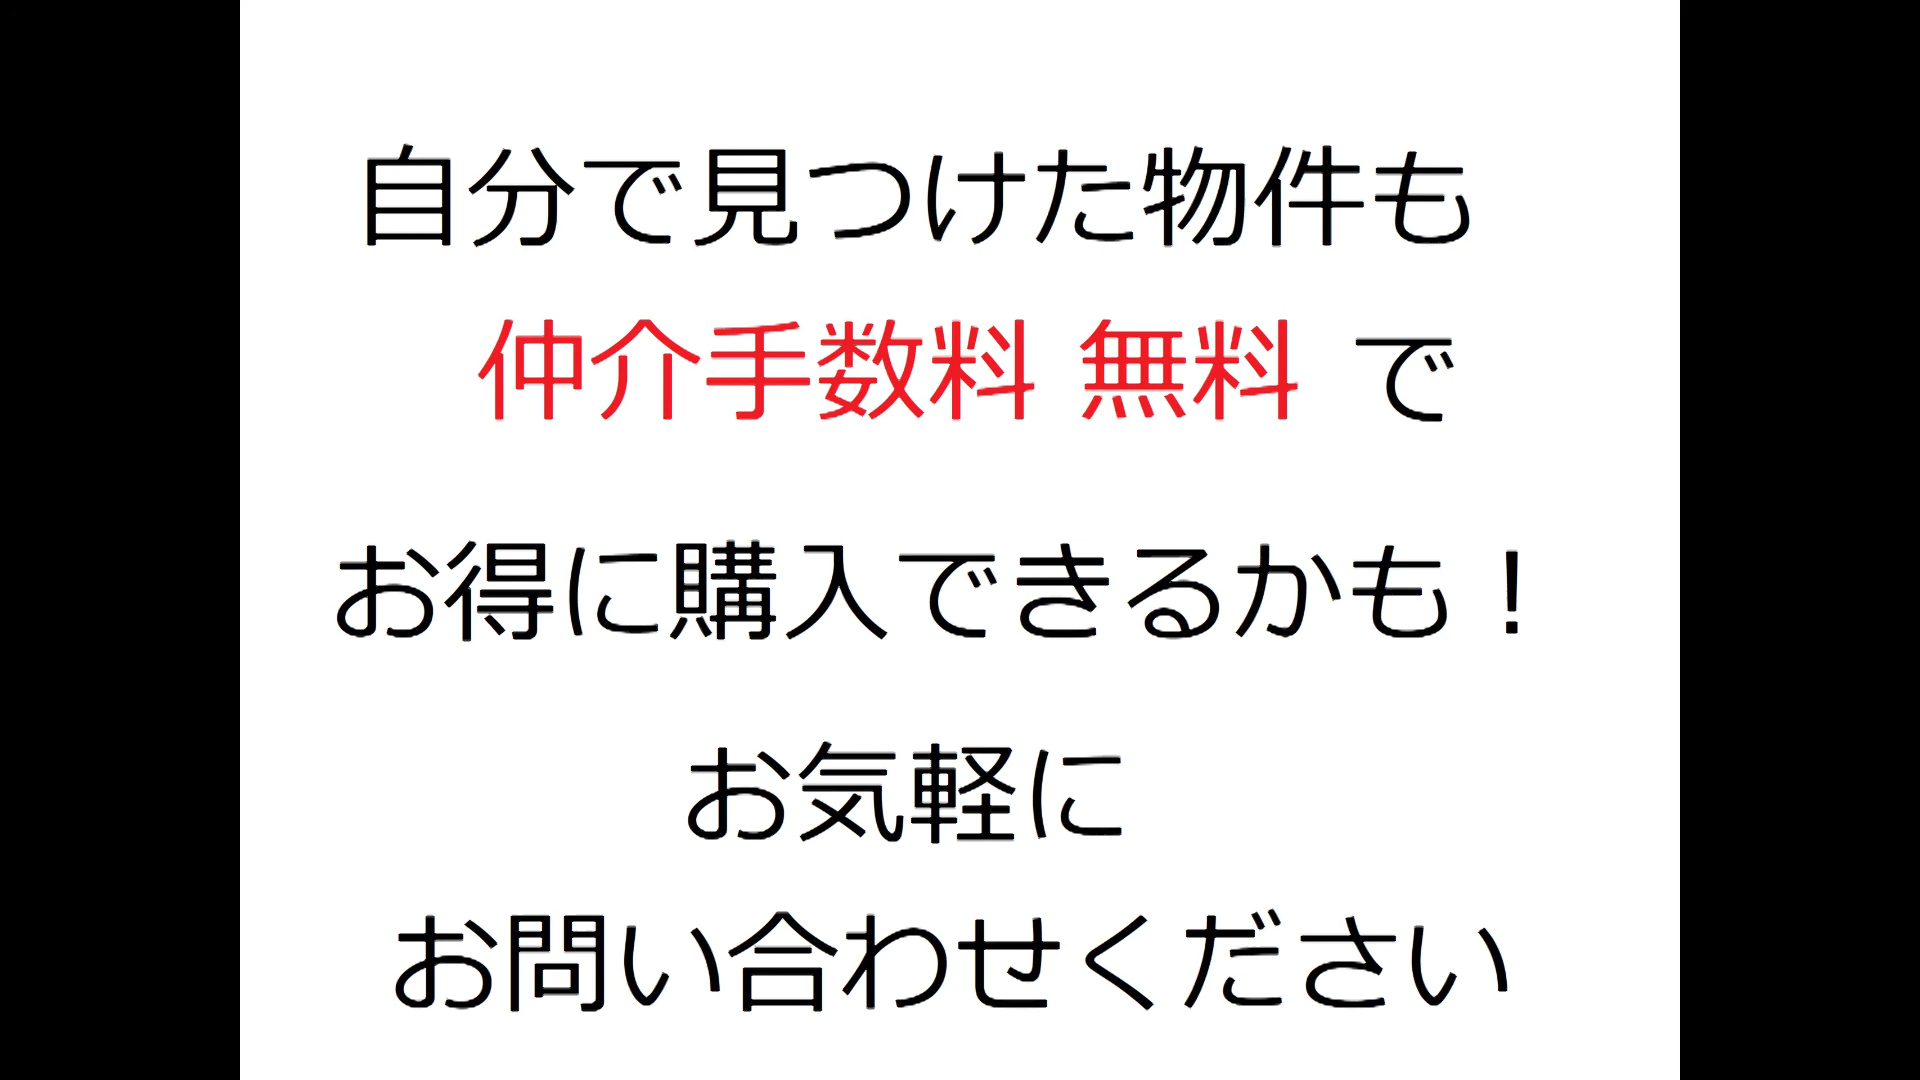 自分で見つけた物件も
仲介手数料 無料 で
お得に購入できるかも！
お気軽に
お問い合わせください